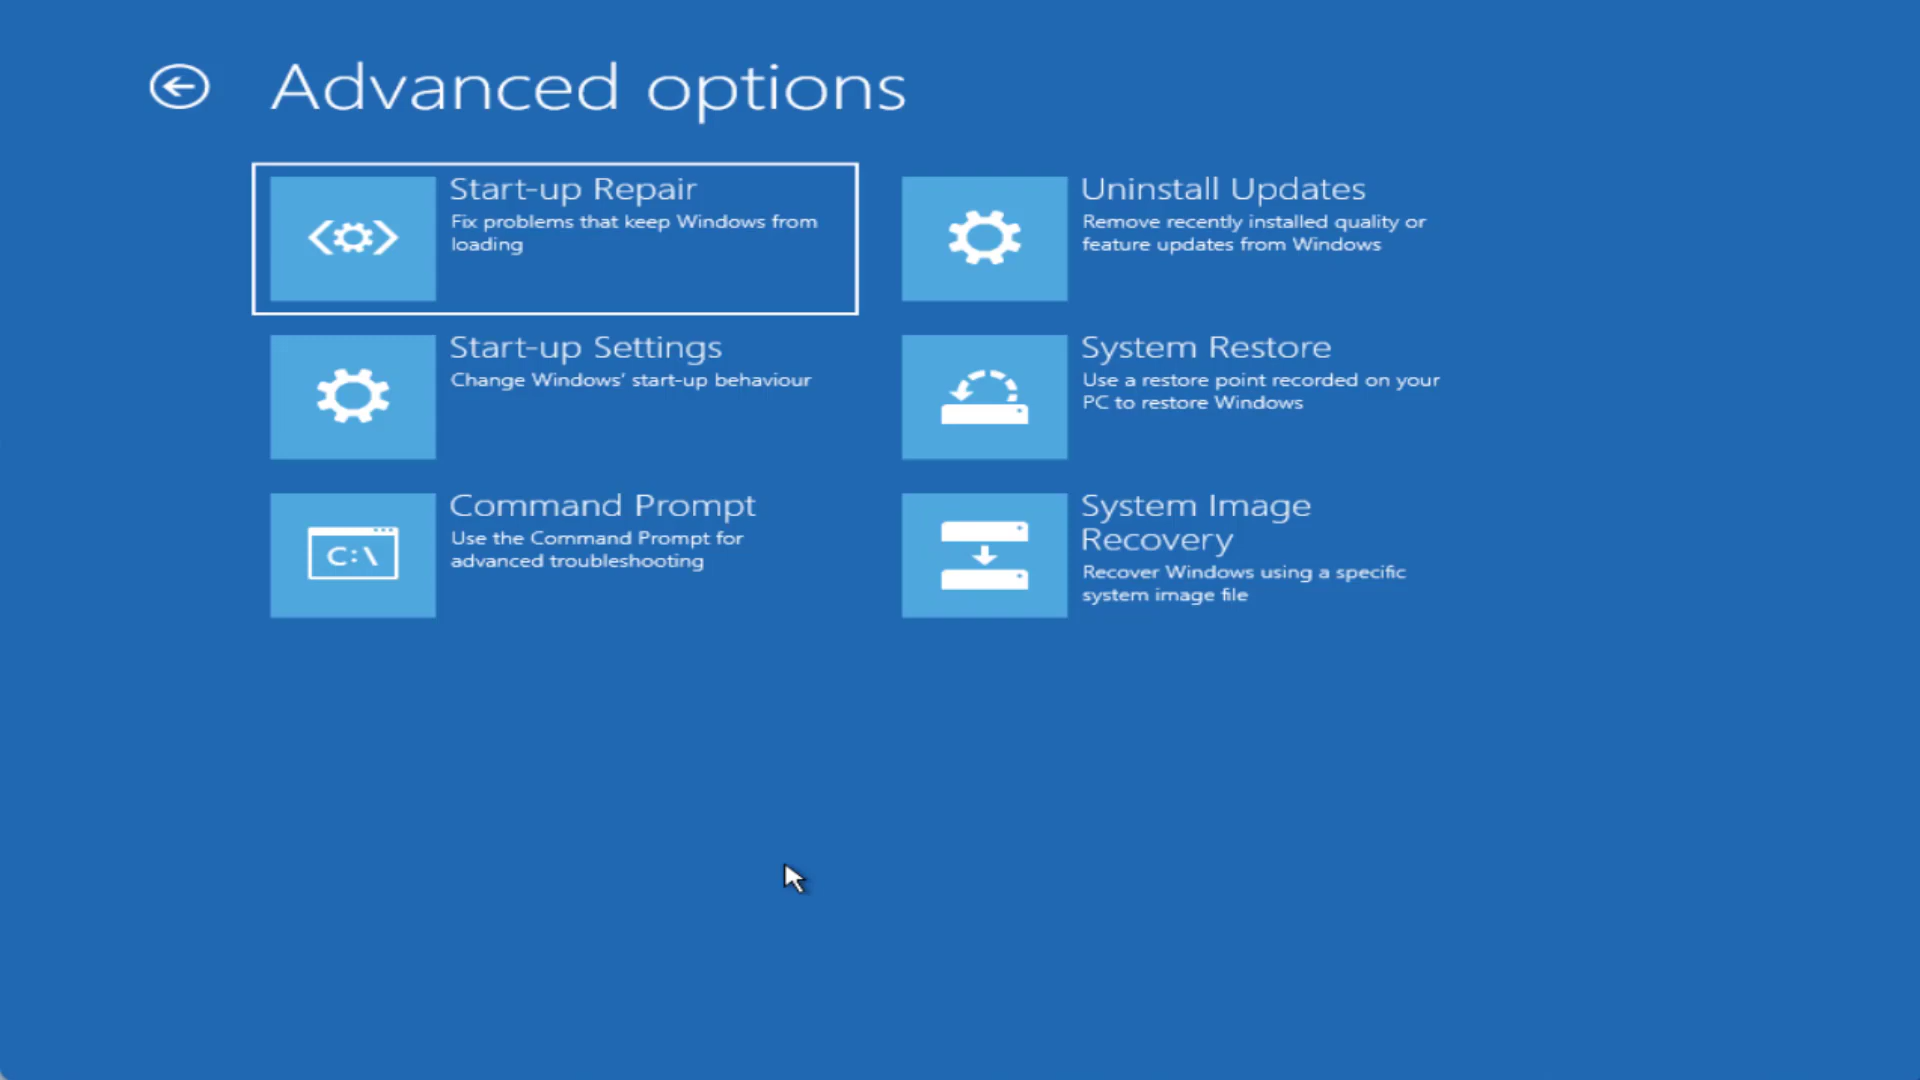 Advanced options
Start-up Repair
Fix problems that keep Windows from
loading
Uninstall Updates
Remove recently installed quality or
feature updates from Windows
Start-up Settings
Change Windows' start-up behaviour
System Restore
Use a restore point recorded on your
PC to restore Windows
C:\
Command Prompt
Use the Command Prompt for
advanced troubleshooting
System Image
Recovery
Recover Windows using a specific
system image file